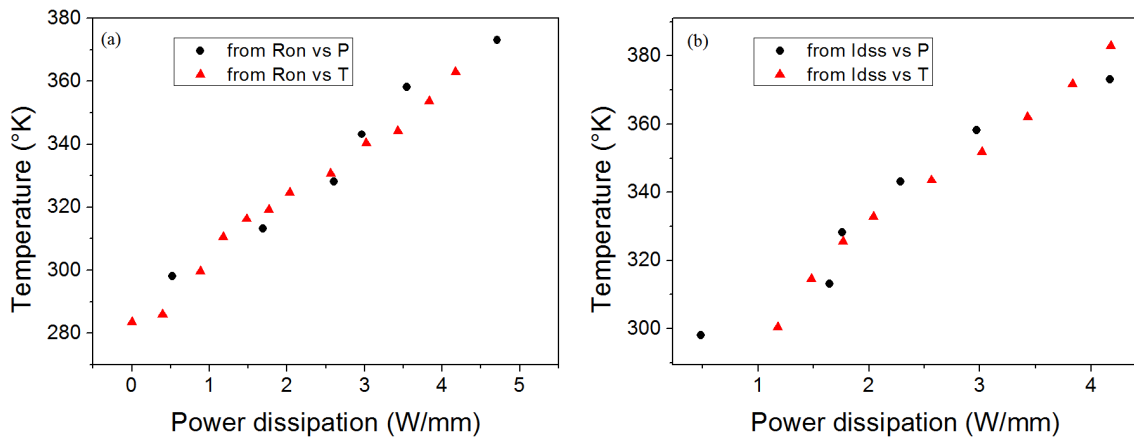 (a)
from Ron vs P
from Ron vs T
380
360
340
320
300
280
Temperature (°K)
0 1 2 3 4 5
Power dissipation (W/mm)
(b)
from Idss vs P
from Idss vs T
380
360
340
320
300
Temperature (°K)
1 2 3 4
Power dissipation (W/mm)